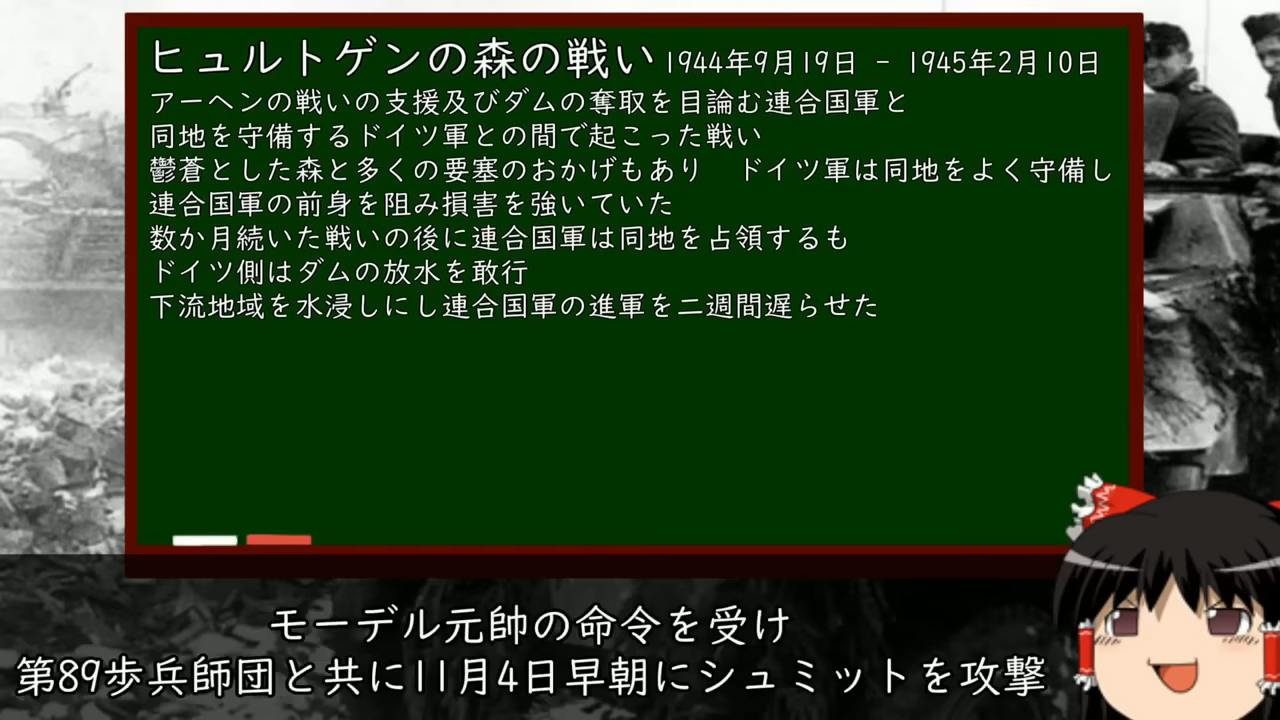 ヒュルトゲンの森の戦い 1944年9月19日 - 1945年2月10日
アーヘンの戦いの支援及びダムの奪取を目論む連合国軍と
同地を守備するドイツ軍との間で起こった戦い
鬱蒼とした森と多くの要塞のおかげもあり　ドイツ軍は同地をよく守備し
連合国軍の前身を阻み損害を強いていた
数か月続いた戦いの後に連合国軍は同地を占領するも
ドイツ側はダムの放水を敢行
下流地域を水浸しにし連合国軍の進軍を二週間遅らせた
モーデル元帥の命令を受け
第89歩兵師団と共に11月4日早朝にシュミットを攻撃